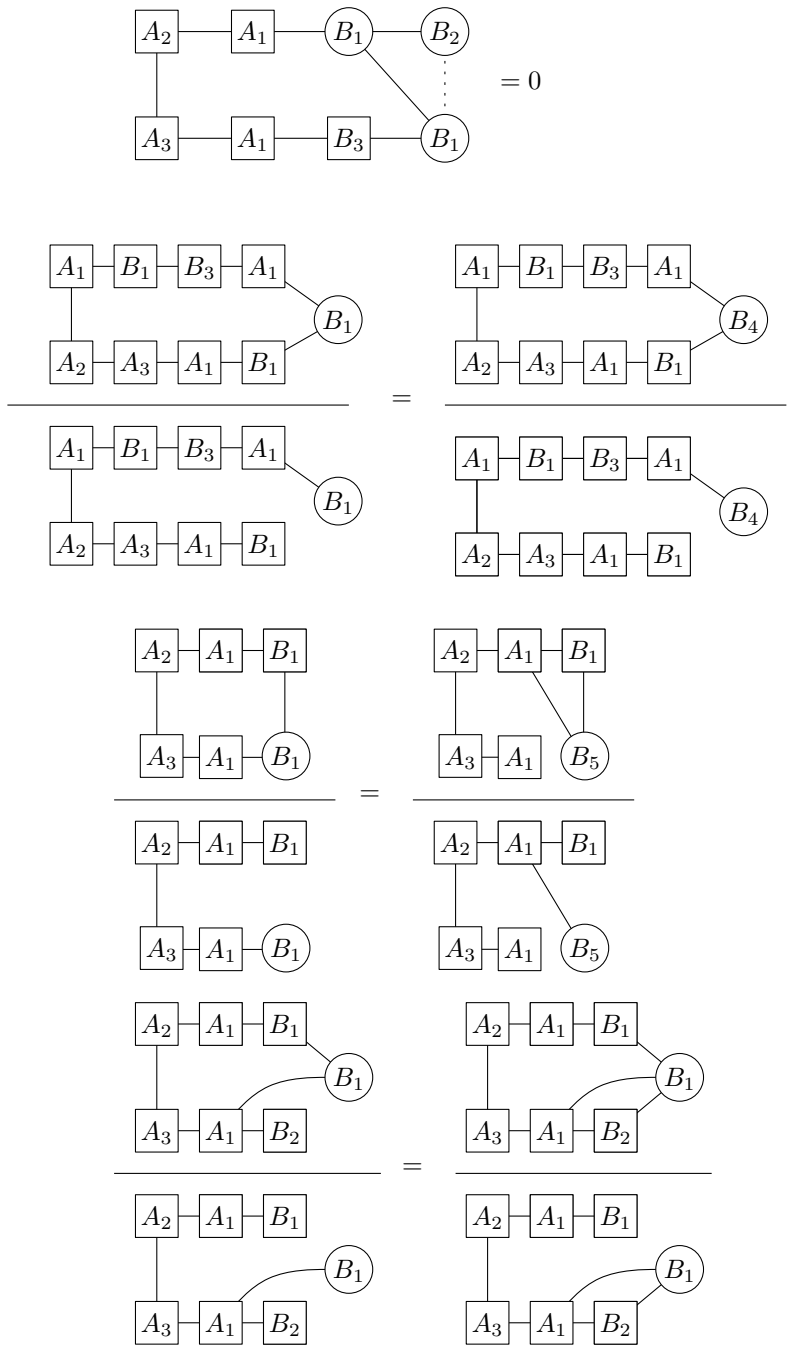 A₂ A₁ B₁ B₂
= 0
A₃ A₁ B₃ B₁
A₁ B₁ B₃ A₁ A₁ B₁ B₃ A₁
B₁ B₄
A₂ A₃ A₁ B₁ A₂ A₃ A₁ B₁
=
A₁ B₁ B₃ A₁ A₁ B₁ B₃ A₁
B₁ B₄
A₂ A₃ A₁ B₁ A₂ A₃ A₁ B₁
A₂ A₁ B₁ A₂ A₁ B₁
A₃ A₁ B₁ A₃ A₁ B₅
=
A₂ A₁ B₁ A₂ A₁ B₁
A₃ A₁ B₁ A₃ A₁ B₅
A₂ A₁ B₁ A₂ A₁ B₁
B₁ B₁
A₃ A₁ B₂ A₃ A₁ B₂
=
A₂ A₁ B₁ A₂ A₁ B₁
B₁ B₁
A₃ A₁ B₂ A₃ A₁ B₂